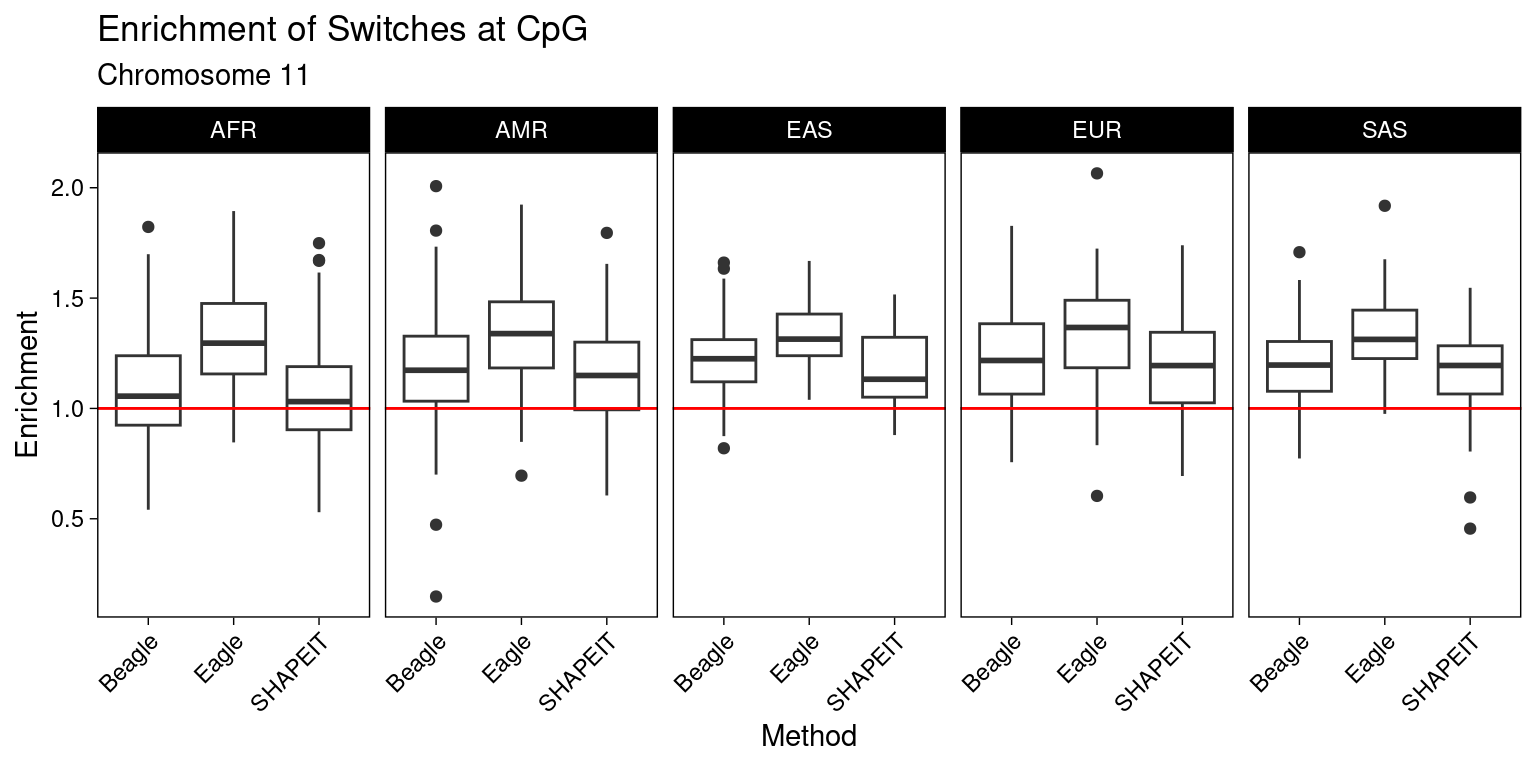 Enrichment of Switches at CpG
Chromosome 11
AFR AMR EAS EUR SAS
Enrichment
2.0
1.5
1.0
0.5
Beagle Eagle SHAPEIT Beagle Eagle SHAPEIT Beagle Eagle SHAPEIT Beagle Eagle SHAPEIT Beagle Eagle SHAPEIT
Method